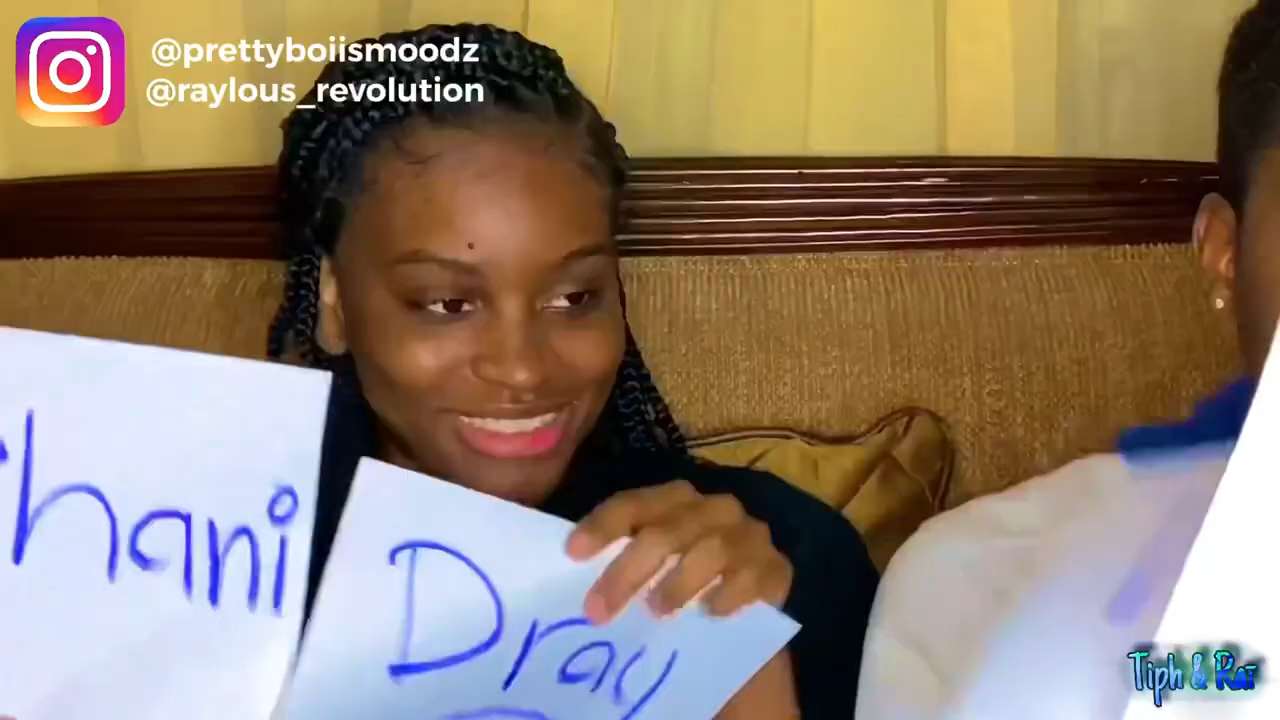 @prettyboiismoodz
@raylous_revolution
hani
Dray
Tiph & Rai